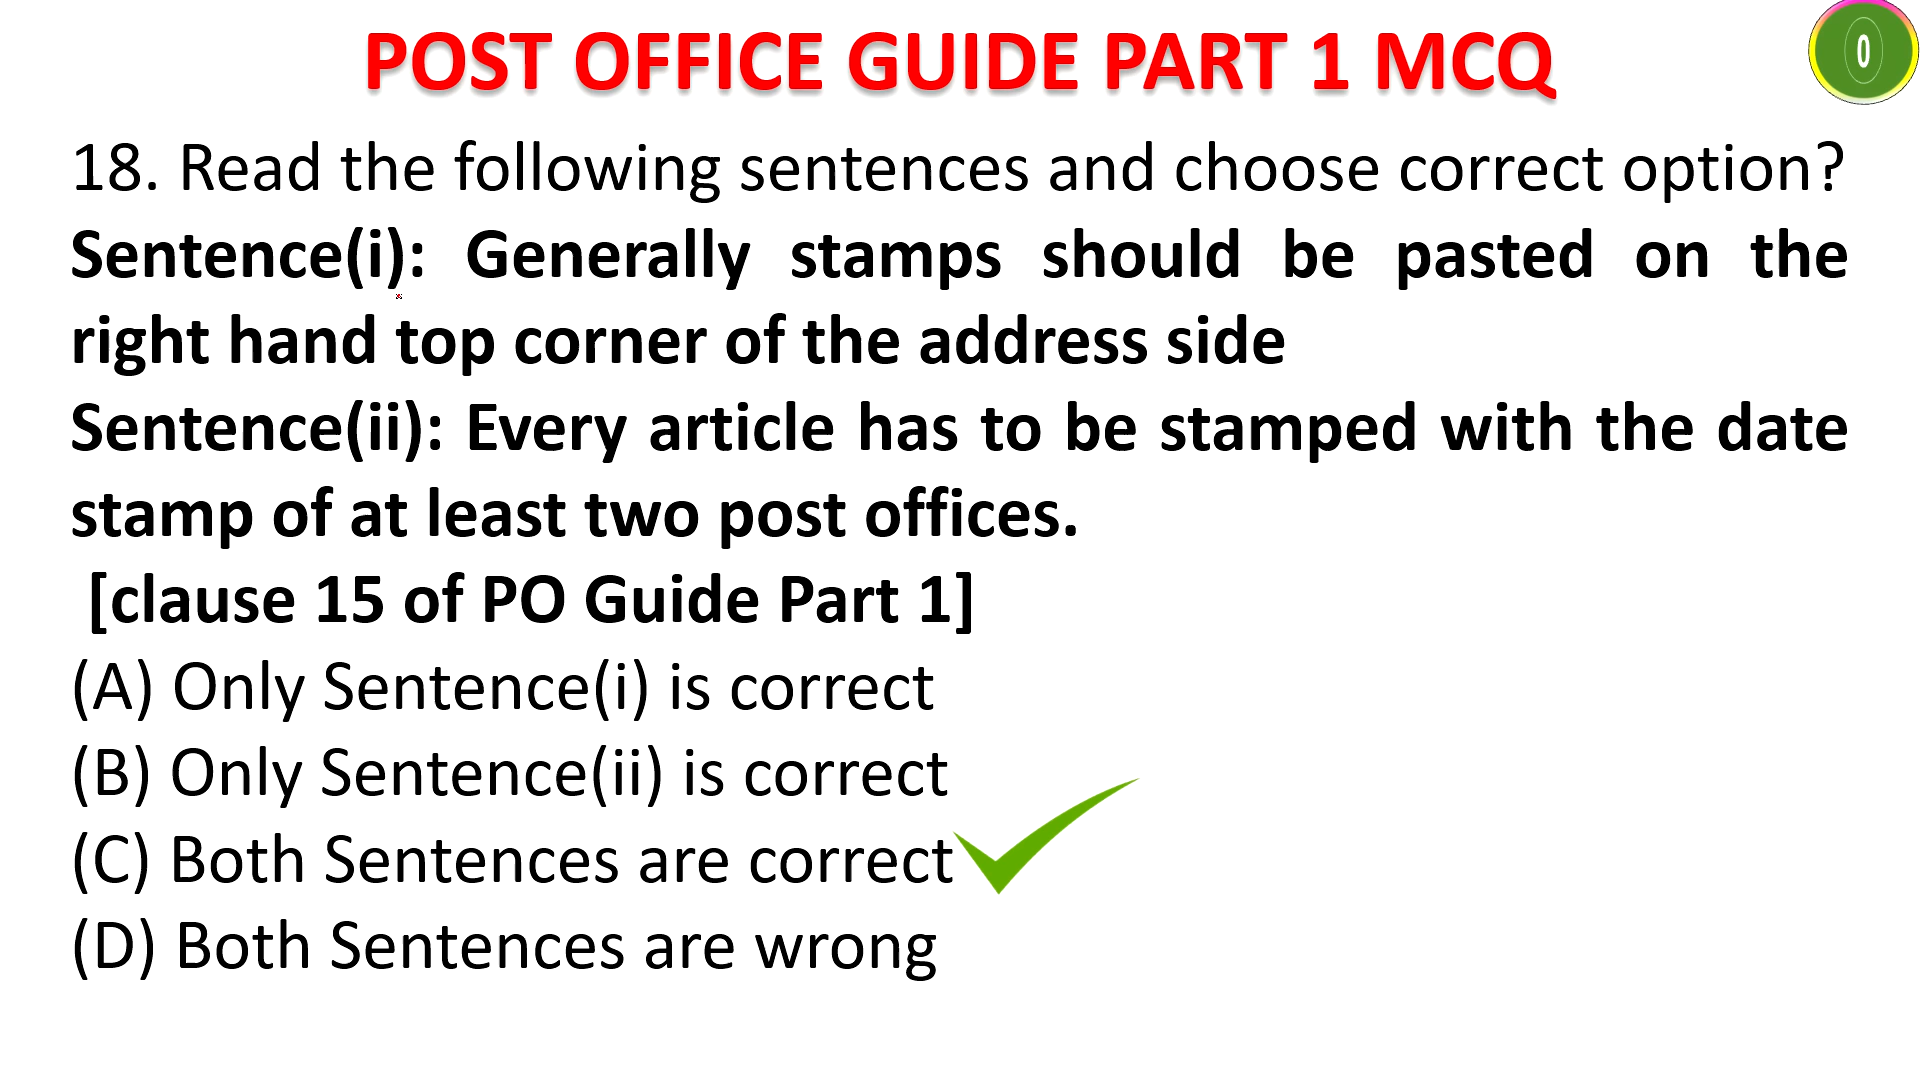 POST OFFICE GUIDE PART 1 MCQ
0
18. Read the following sentences and choose correct option?
Sentence(i): Generally stamps should be pasted on the
right hand top corner of the address side
Sentence(ii): Every article has to be stamped with the date
stamp of at least two post offices.
[clause 15 of PO Guide Part 1]
(A) Only Sentence(i) is correct
(B) Only Sentence(ii) is correct
(C) Both Sentences are correct
(D) Both Sentences are wrong